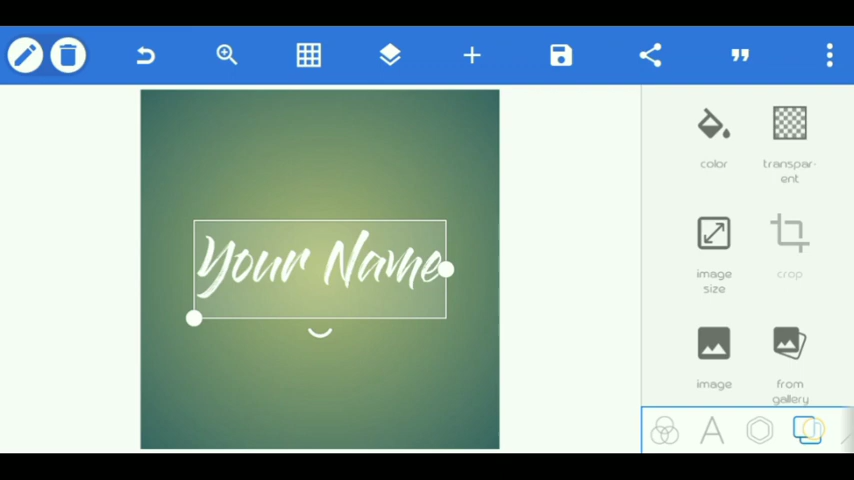 Your Name
color
transpar-
ent
image
size
crop
image
from
gallery